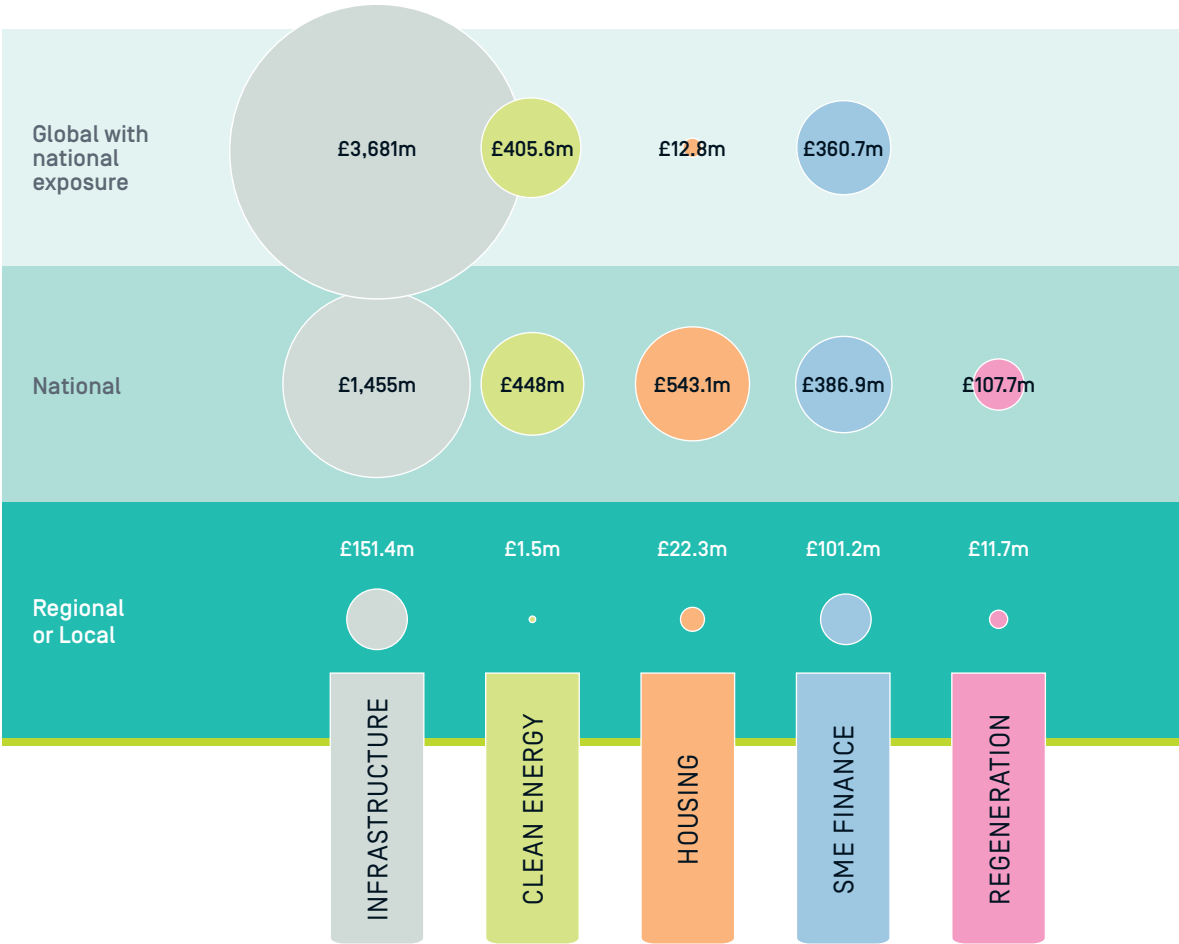 Global with
national
exposure
£3,681m
£405.6m
£12.8m
£360.7m
National
£1,455m
£448m
£543.1m
£386.9m
£107.7m
Regional
or Local
£151.4m
£1.5m
£22.3m
£101.2m
£11.7m
INFRASTRUCTURE
CLEAN ENERGY
HOUSING
SME FINANCE
REGENERATION